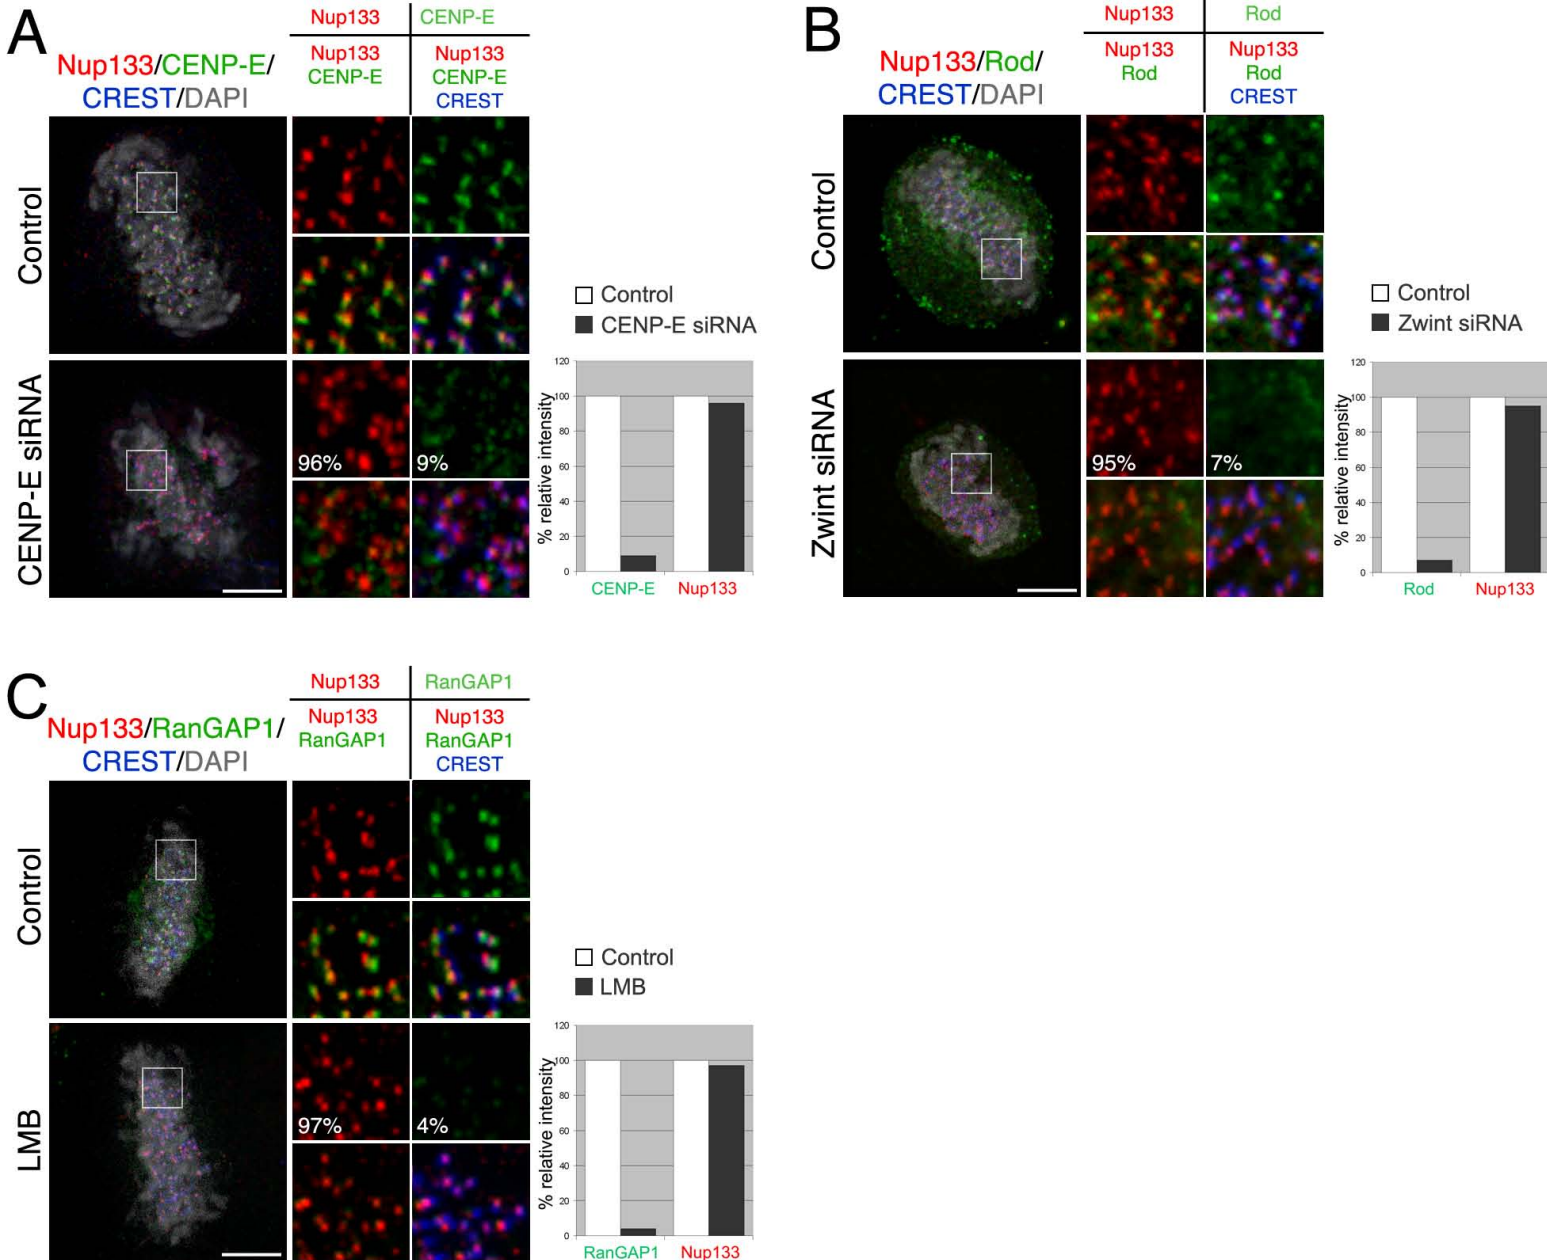 A
Nup133
CENP-E
Nup133/CENP-E/
CREST/DAPI
Nup133
CENP-E
Nup133
CENP-E
CREST
Control
CENP-E siRNA
96%
9%
Control
CENP-E siRNA
% relative intensity
120
100
80
60
40
20
0
CENP-E
Nup133
B
Nup133
Rod
Nup133/Rod/
CREST/DAPI
Nup133
Rod
Nup133
Rod
CREST
Control
Zwint siRNA
95%
7%
Control
Zwint siRNA
% relative intensity
120
100
80
60
40
20
0
Rod
Nup133
C
Nup133
RanGAP1
Nup133/RanGAP1/
CREST/DAPI
Nup133
RanGAP1
Nup133
RanGAP1
CREST
Control
LMB
97%
4%
Control
LMB
% relative intensity
120
100
80
60
40
20
0
RanGAP1
Nup133